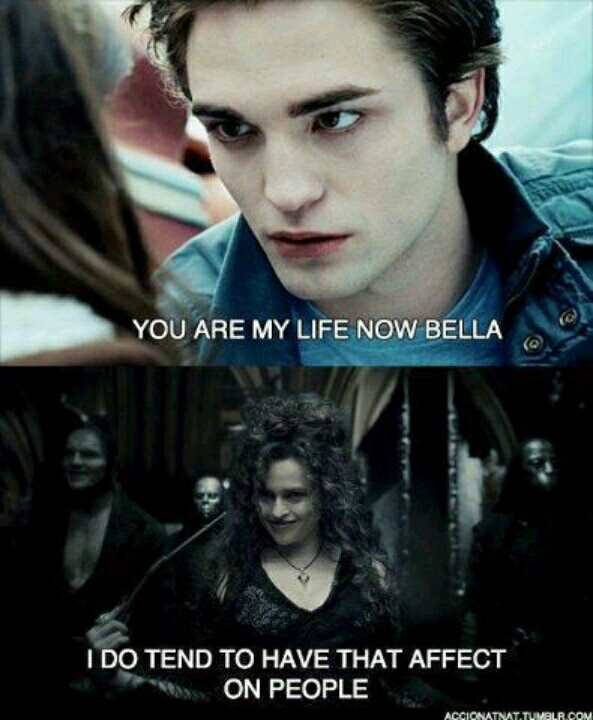 YOU ARE MY LIFE NOW BELLA
I DO TEND TO HAVE THAT AFFECT
ON PEOPLE
ACCIONATNAT.TUMBLR.COM